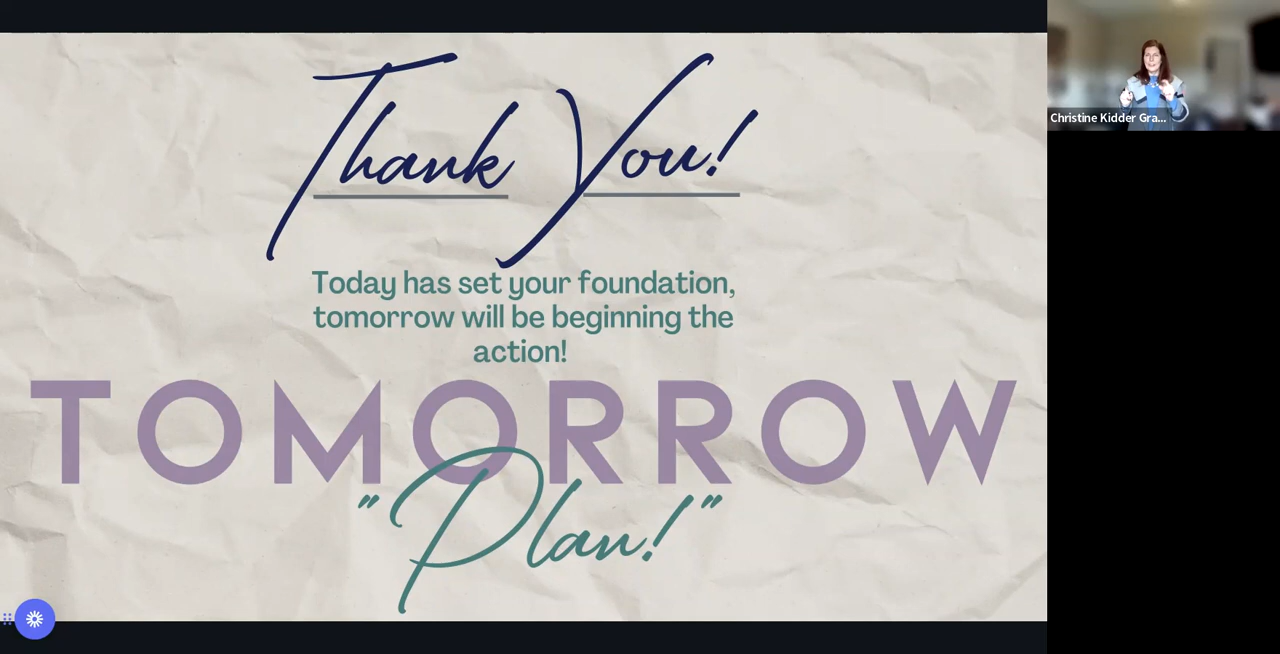 Thank You!
Today has set your foundation,
tomorrow will be beginning the
action!
TOMORROW
"Plan!"
Christine Kidder Gra...